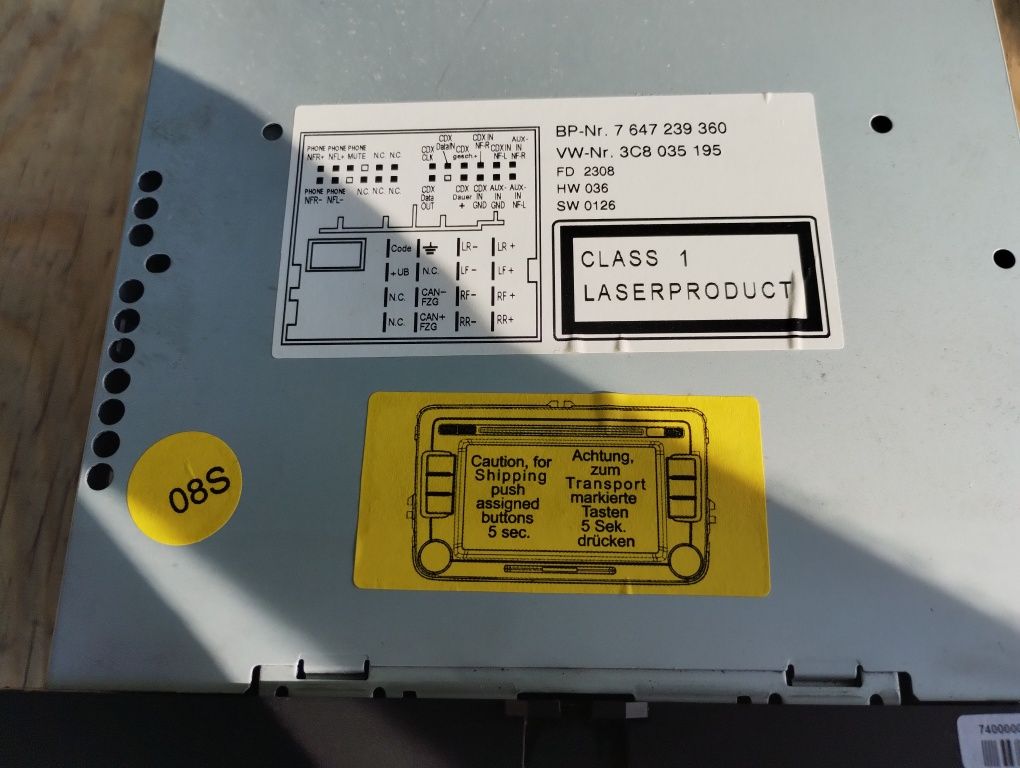 CDX CDX IN AUX-
DataIN NF-R IN
PHONE PHONE PHONE CDX gesch.+ CDX IN NF-R
NFR+ NFL+ MUTE N.C. N.C. CLK NF-L
PHONE PHONE N.C. N.C. N.C. CDX CDX CDX AUX- AUX-
NFR- NFL- Data Dauer IN IN IN
OUT + GND GND NF-L
Code LR- LR+
+UB N.C. LF- LF+
N.C. CAN- RF- RF+
FZG
N.C. CAN+ RR- RR+
FZG
BP-Nr. 7 647 239 360
VW-Nr. 3C8 035 195
FD 2308
HW 036
SW 0126
CLASS 1
LASERPRODUCT
08S
Caution, for
Shipping
push
assigned
buttons
5 sec.
Achtung,
zum
Transport
markierte
Tasten
5 Sek.
drücken